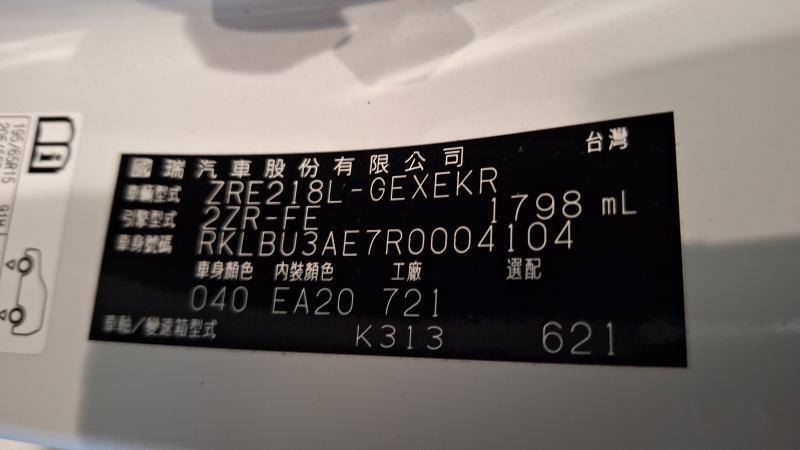 台灣
國瑞汽車股份有限公司
車輛型式 ZRE218L-GEXEKR
引擎型式 2ZR-FE 1798 mL
車身號碼 RKLBU3AE7R0004104
車身顏色 內裝顏色 工廠 選配
040 EA20 721
車軸/變速箱型式 K313 621
195/65R15